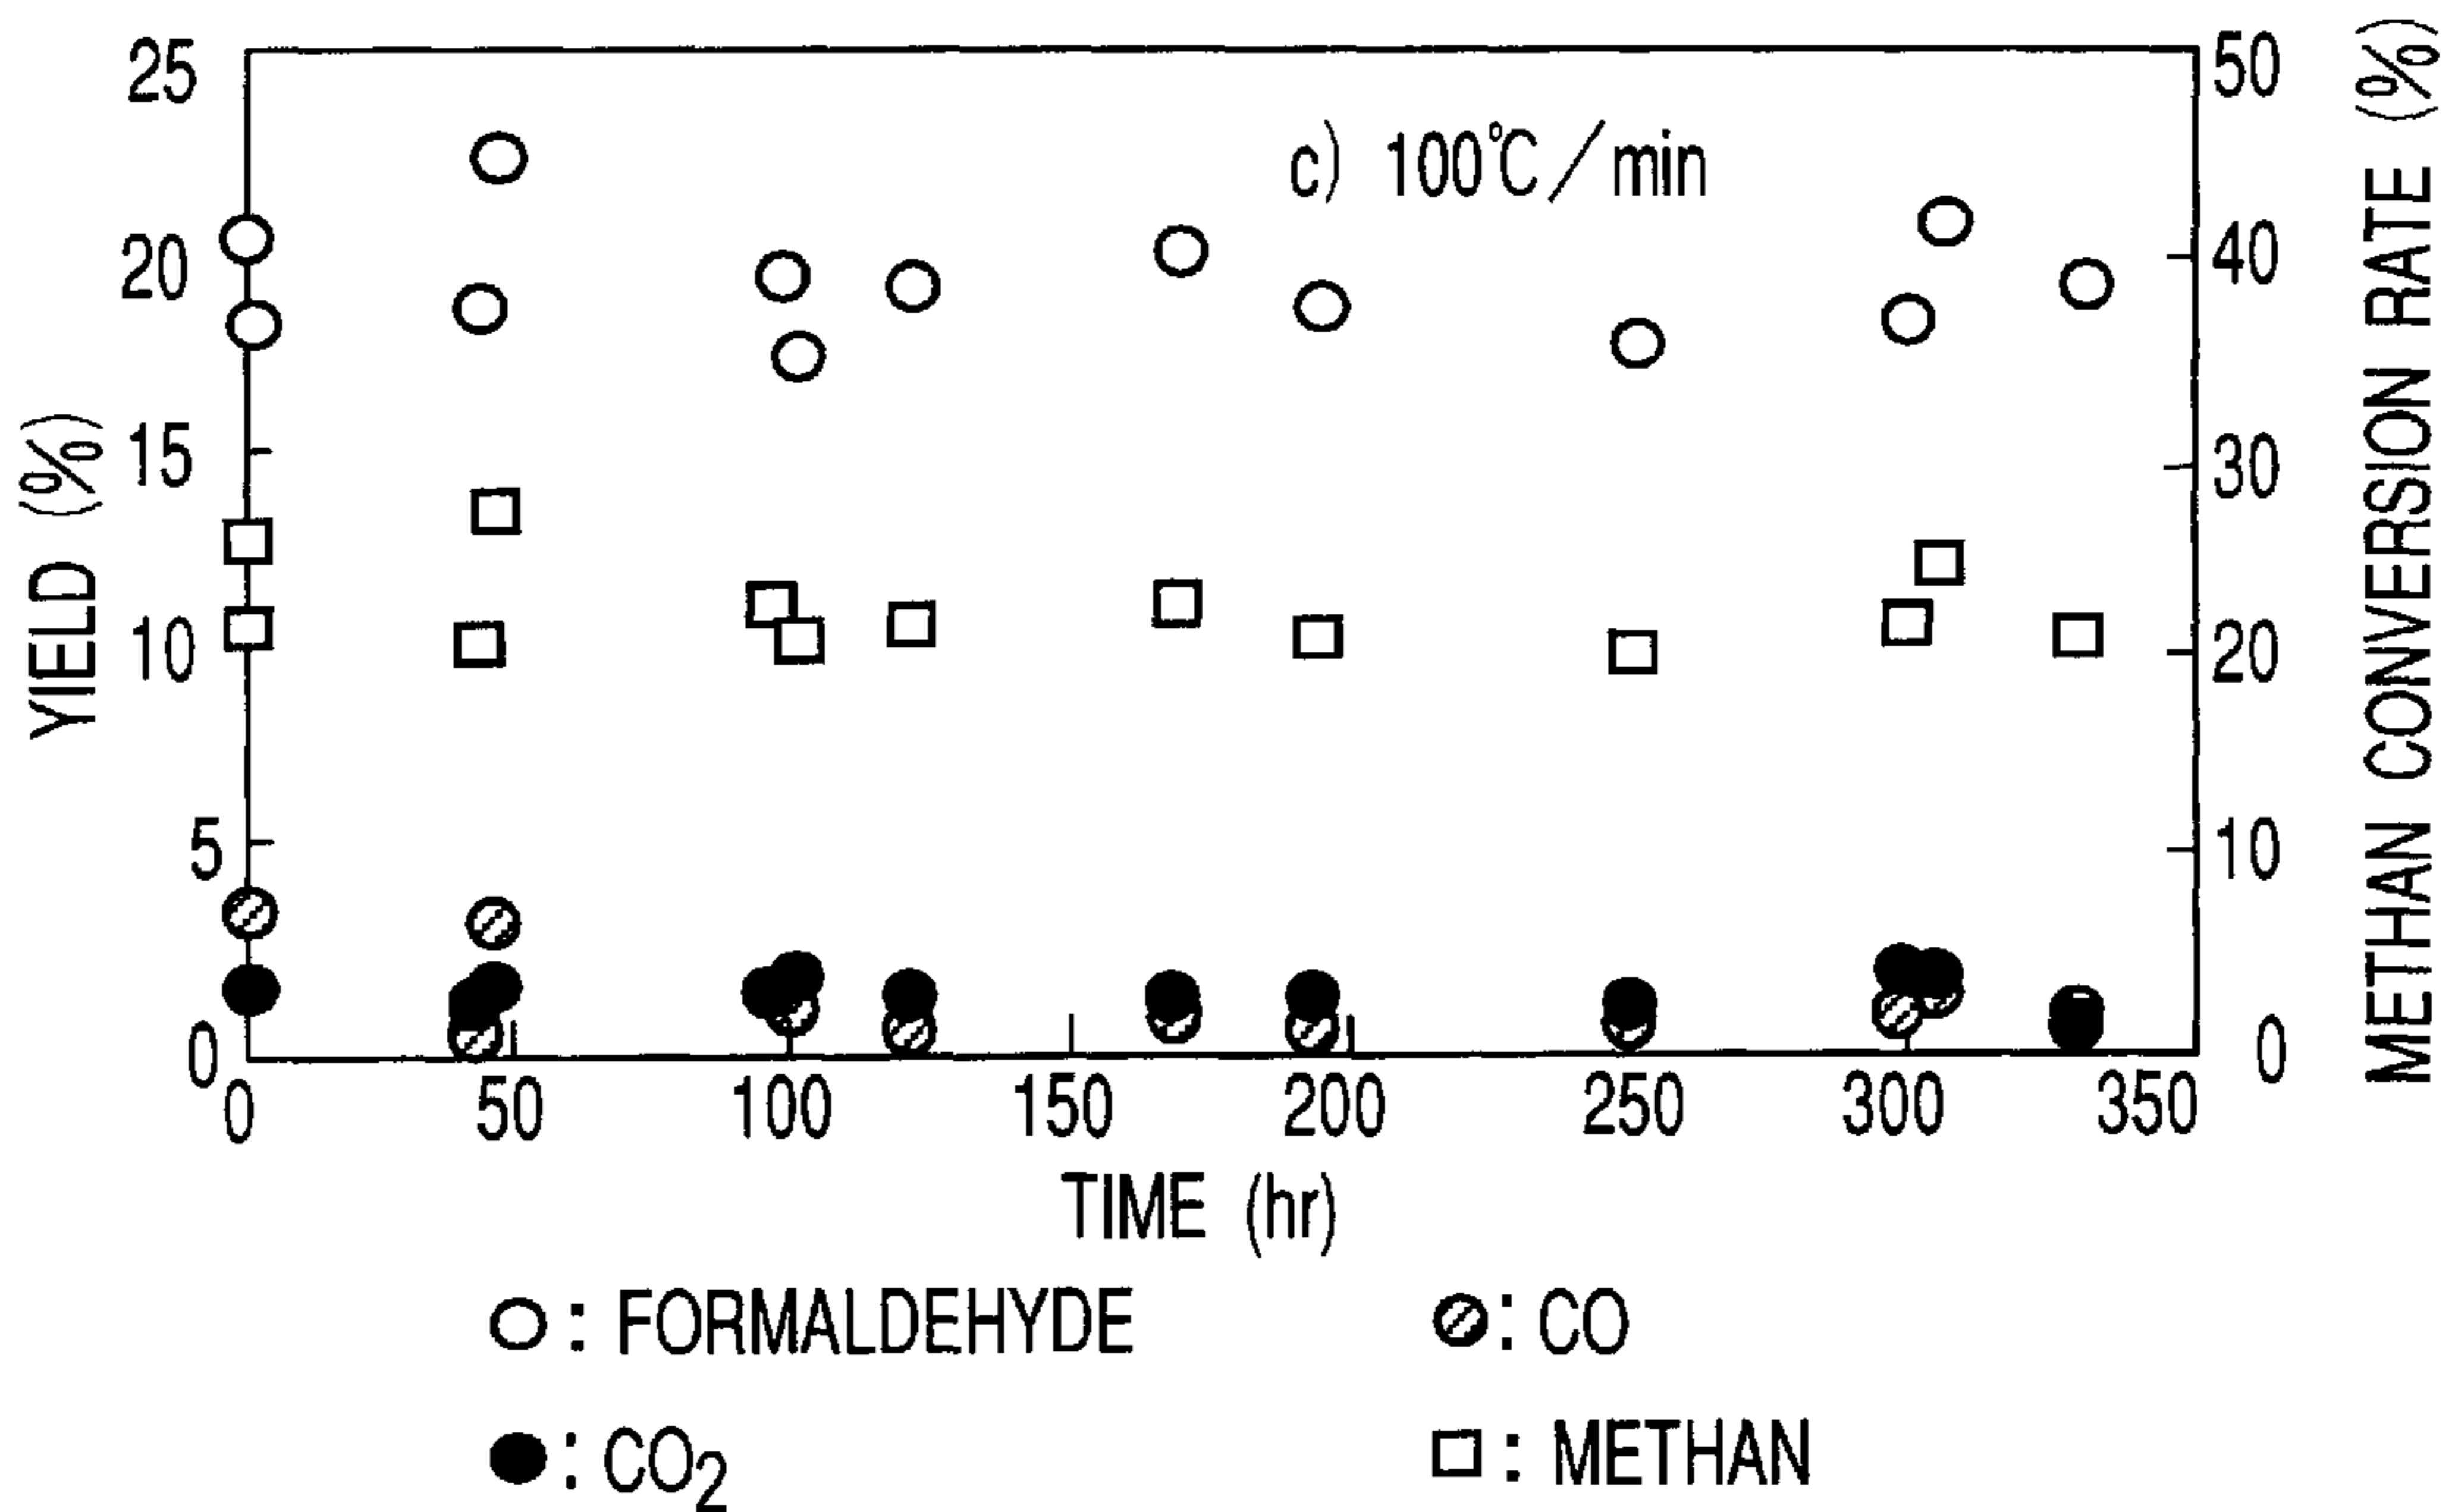 25
20
15
10
5
0
YIELD (%)
c) 100℃/min
50
40
30
20
10
0
METHAN CONVERSION RATE (%)
0 50 100 150 200 250 300 350
TIME (hr)
○: FORMALDEHYDE
: CO
●: CO2
□: METHAN